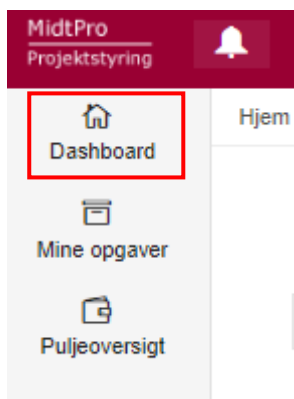 MidtPro
Projektstyring
Dashboard
Hjem
Mine opgaver
Puljeoversigt